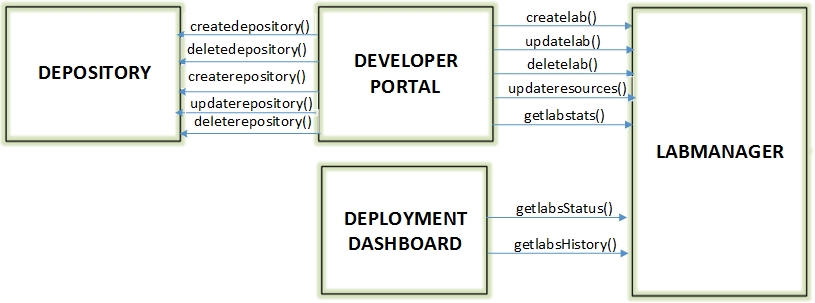 createdepository()
deletedepository()
DEPOSITORY
createrepository()
updaterepository()
deleterepository()
DEVELOPER
PORTAL
createlab()
updatelab()
deletelab()
updateresources()
getlabstats()
LABMANAGER
DEPLOYMENT
DASHBOARD
getlabsStatus()
getlabsHistory()